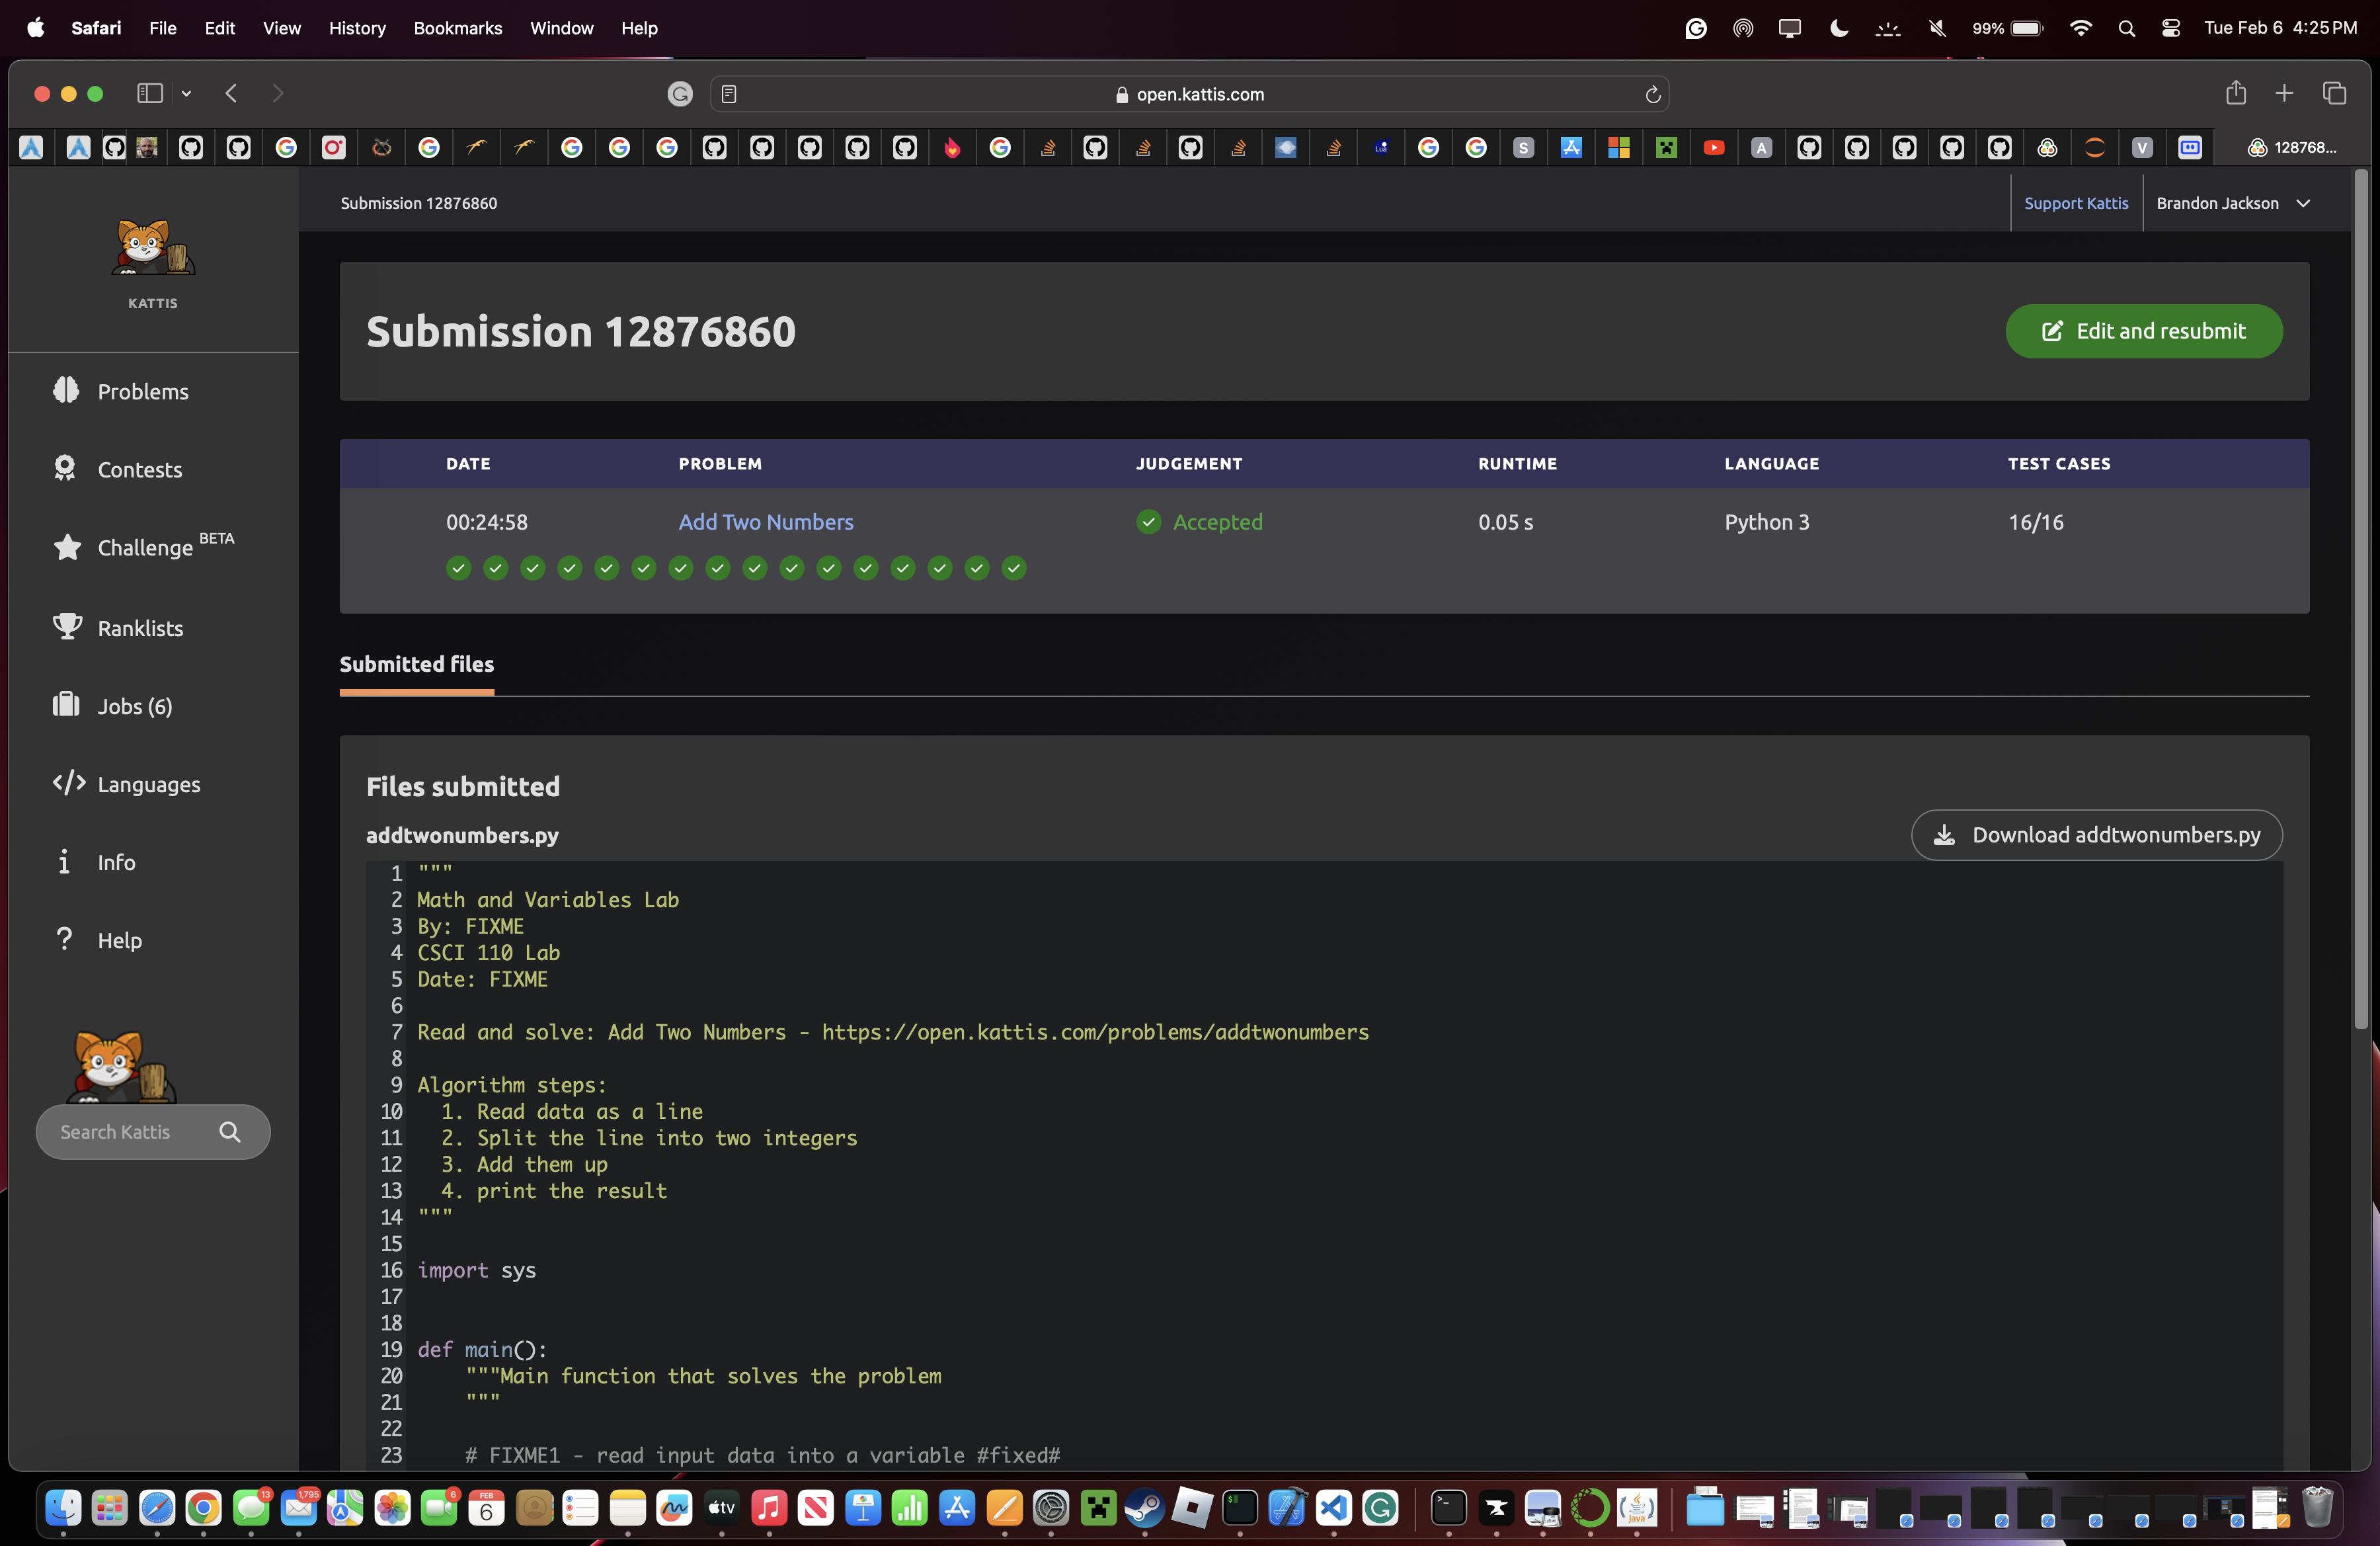 Safari File Edit View History Bookmarks Window Help 99% Tue Feb 6 4:25 PM
open.kattis.com
128768...
Submission 12876860 Support Kattis Brandon Jackson
KATTIS
Submission 12876860 Edit and resubmit
Problems
Contests
Challenge BETA
Ranklists
Jobs (6)
Languages
Info
Help
Search Kattis
DATE PROBLEM JUDGEMENT RUNTIME LANGUAGE TEST CASES
00:24:58 Add Two Numbers Accepted 0.05 s Python 3 16/16
Submitted files
Files submitted
addtwonumbers.py Download addtwonumbers.py
1 """
2 Math and Variables Lab
3 By: FIXME
4 CSCI 110 Lab
5 Date: FIXME
6
7 Read and solve: Add Two Numbers - https://open.kattis.com/problems/addtwonumbers
8
9 Algorithm steps:
10 1. Read data as a line
11 2. Split the line into two integers
12 3. Add them up
13 4. print the result
14 """
15
16 import sys
17
18
19 def main():
20 """Main function that solves the problem
21 """
22
23 # FIXME1 - read input data into a variable #fixed#
13 1,795 6 FEB 6 tv Java